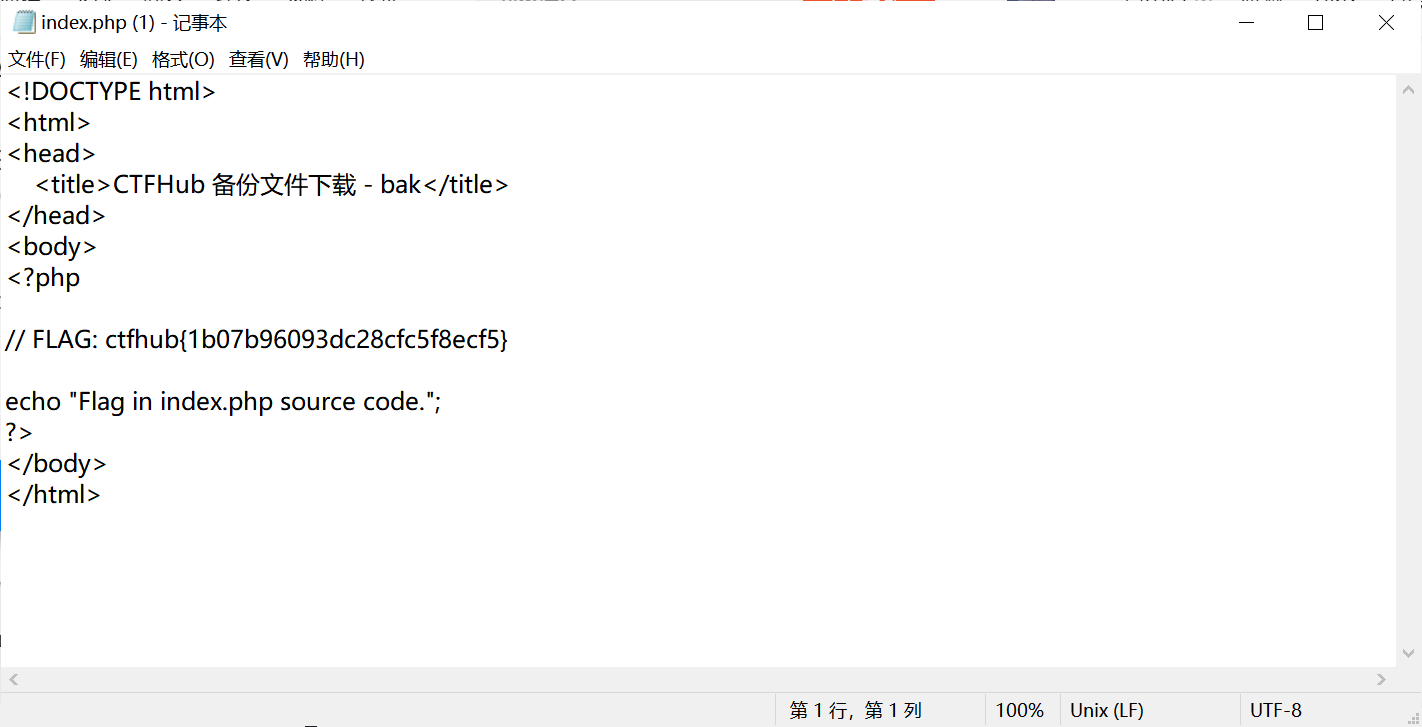 index.php (1) - 记事本
文件(F) 编辑(E) 格式(O) 查看(V) 帮助(H)
<!DOCTYPE html>
<html>
<head>
    <title>CTFHub 备份文件下载 - bak</title>
</head>
<body>
<?php
// FLAG: ctfhub{1b07b96093dc28cfc5f8ecf5}
echo "Flag in index.php source code.";
?>
</body>
</html>
第 1 行，第 1 列 100% Unix (LF) UTF-8